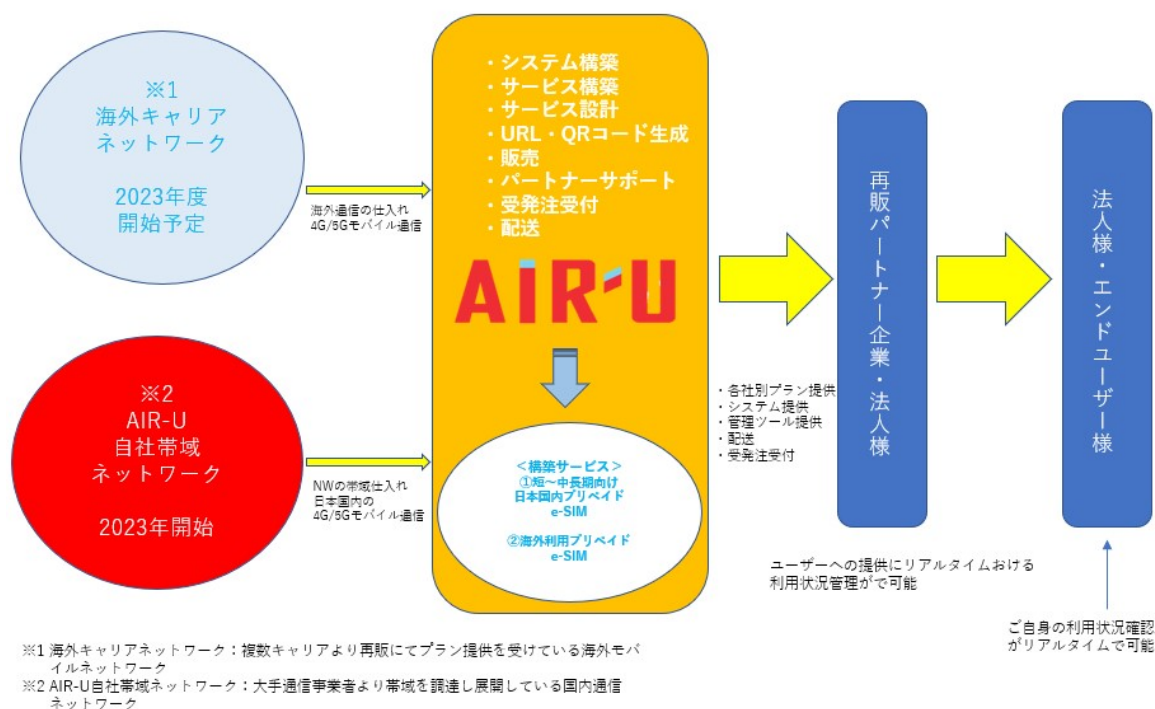 ※1
海外キャリア
ネットワーク
2023年度
開始予定
海外通信の仕入れ
4G/5Gモバイル通信
※2
AIR-U
自社帯域
ネットワーク
2023年開始
NWの帯域仕入れ
日本国内の
4G/5Gモバイル通信
・システム構築
・サービス構築
・サービス設計
・URL・QRコード生成
・販売
・パートナーサポート
・受発注受付
・配送
AiR-U
＜構築サービス＞
①短～中長期向け
日本国内プリペイド
e-SIM
②海外利用プリペイド
e-SIM
・各社別プラン提供
・システム提供
・管理ツール提供
・配送
・受発注受付
再販パートナー企業・法人様
法人様・エンドユーザー様
ユーザーへの提供にリアルタイムおける
利用状況管理がで可能
ご自身の利用状況確認
がリアルタイムで可能
※1 海外キャリアネットワーク：複数キャリアより再販にてプラン提供を受けている海外モバ
イルネットワーク
※2 AIR-U自社帯域ネットワーク：大手通信事業者より帯域を調達し展開している国内通信
ネットワーク